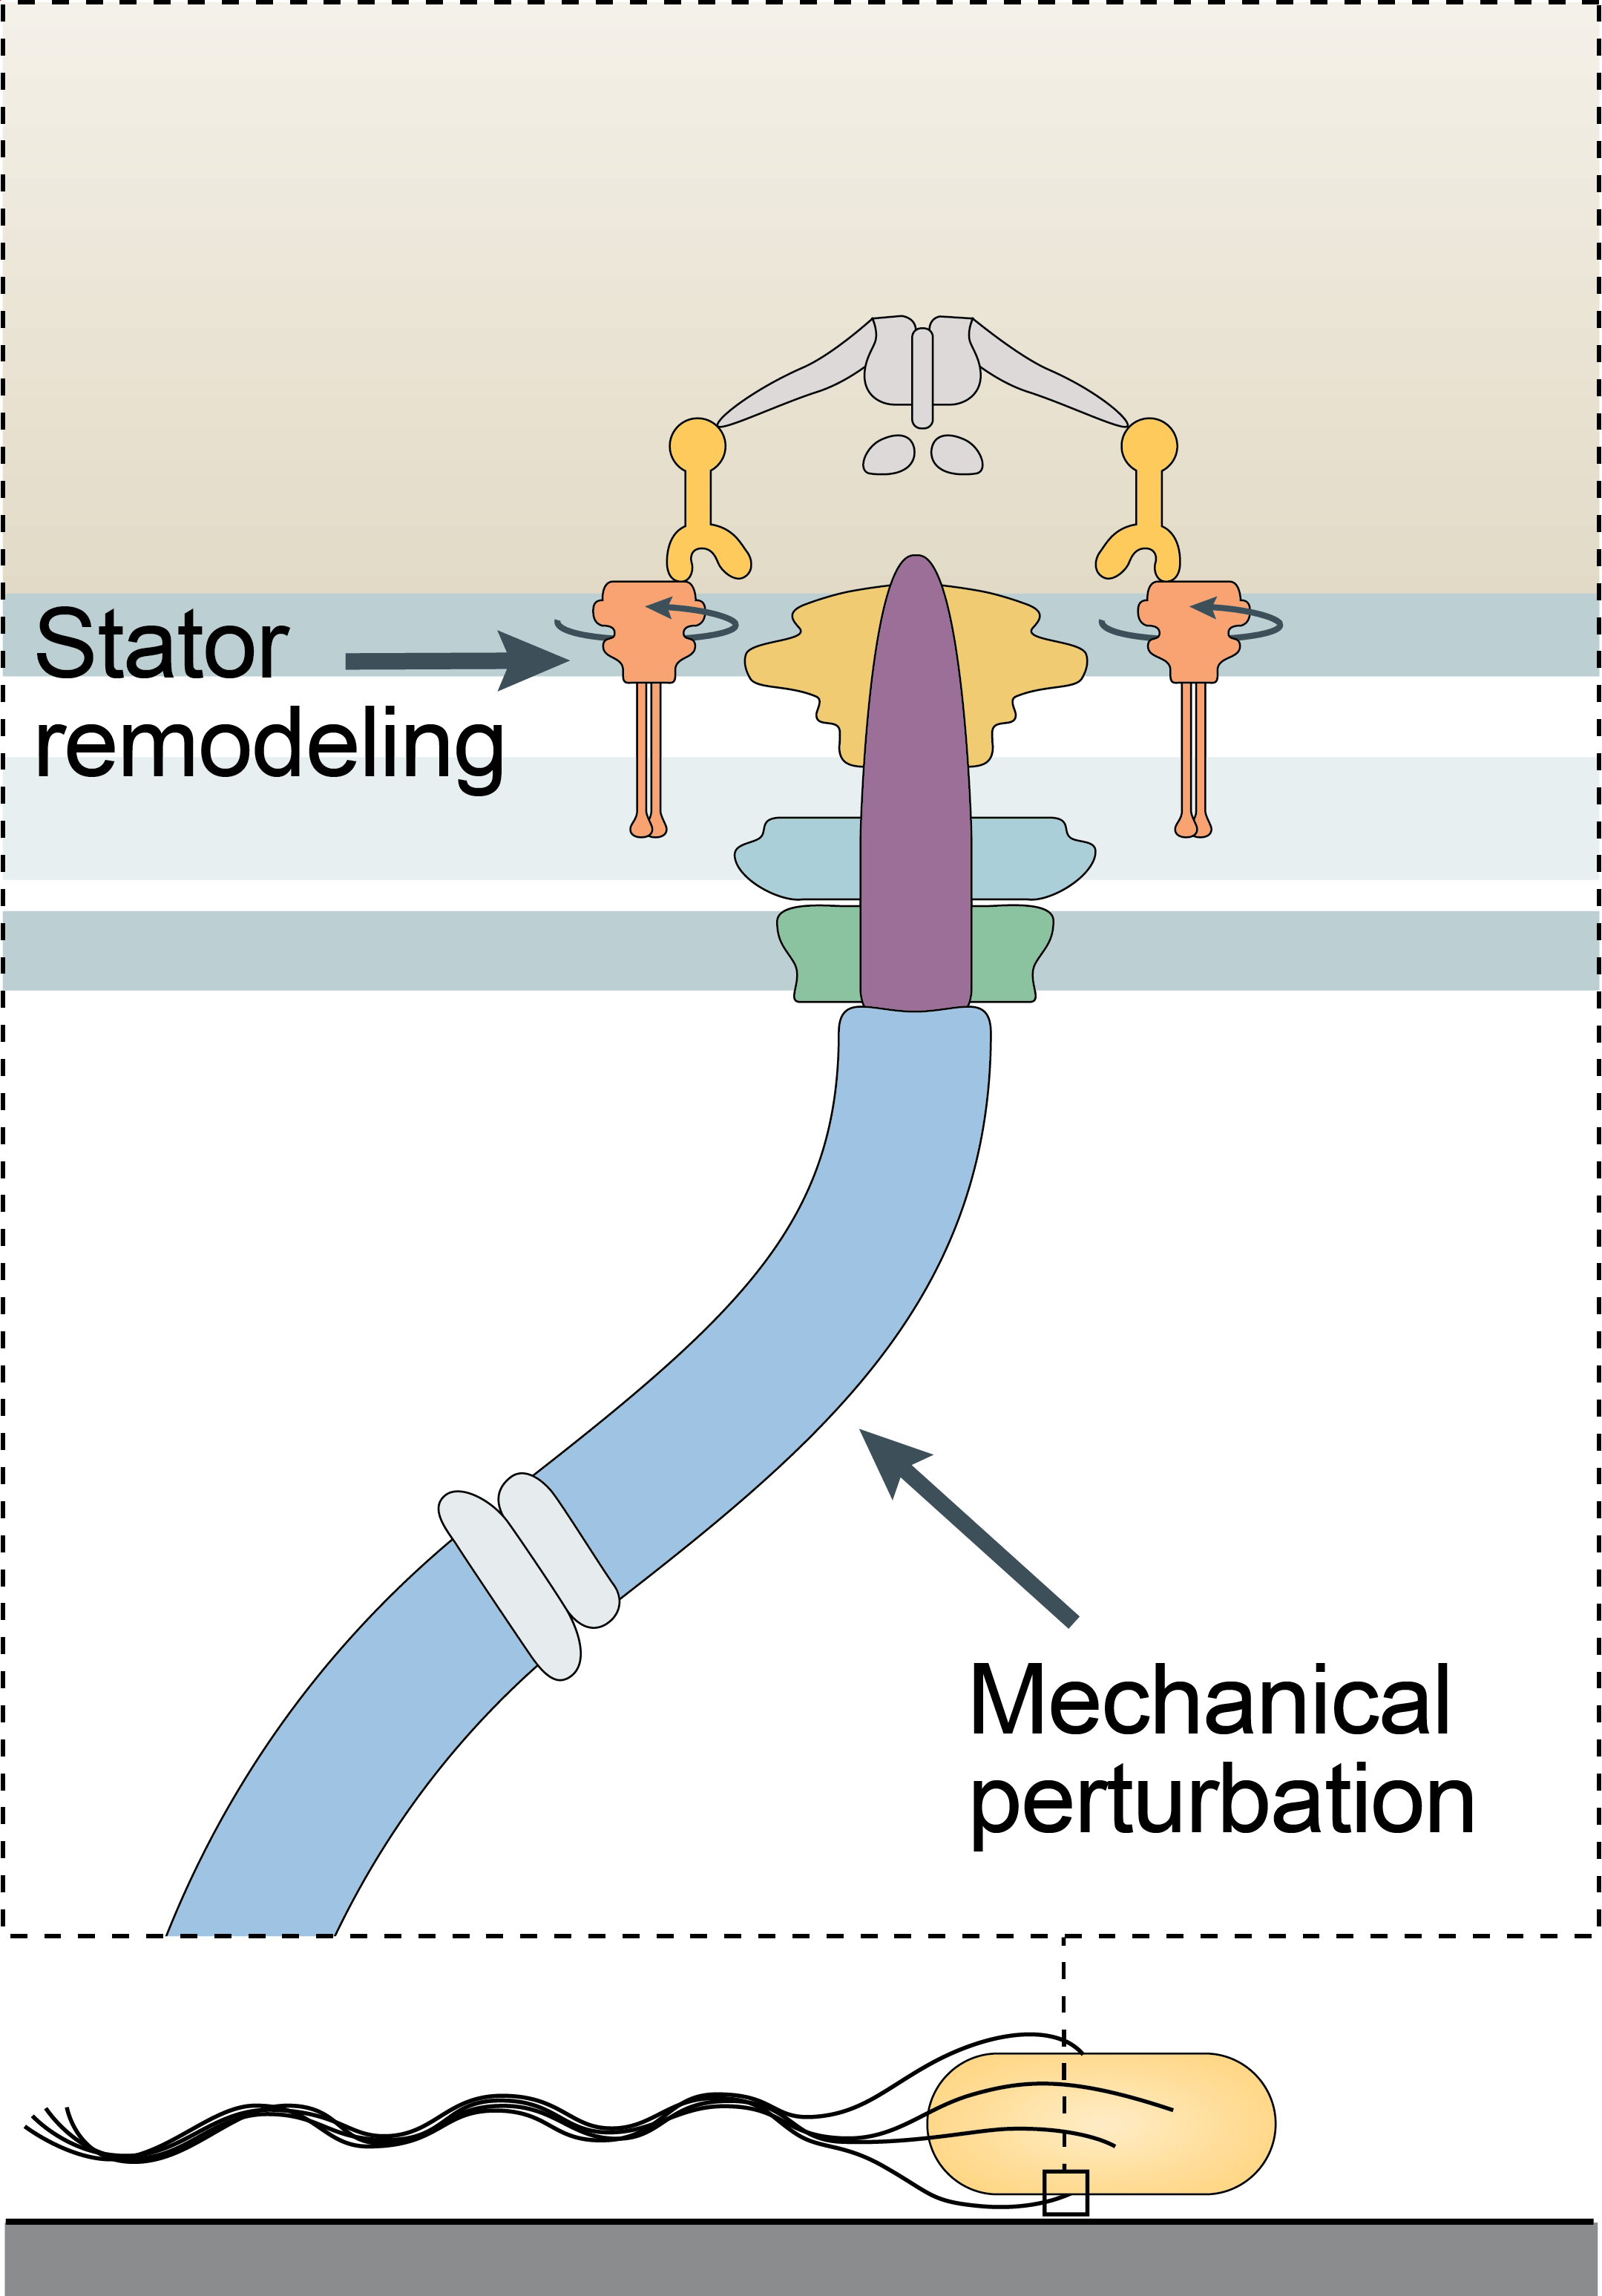 Stator
remodeling
Mechanical
perturbation